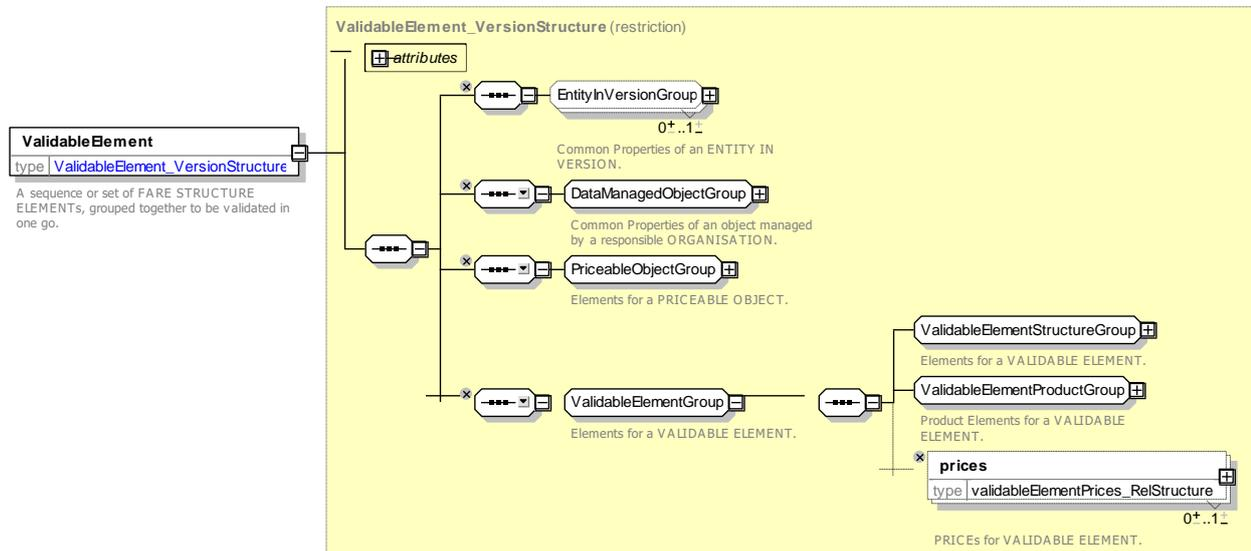 ValidableElement_VersionStructure (restriction)
attributes
EntityInVersionGroup
0..1
Common Properties of an ENTITY IN
VERSION.
ValidableElement
type ValidableElement_VersionStructure
A sequence or set of FARE STRUCTURE
ELEMENTs, grouped together to be validated in
one go.
DataManagedObjectGroup
Common Properties of an object managed
by a responsible ORGANISATION.
PriceableObjectGroup
Elements for a PRICEABLE OBJECT.
ValidableElementGroup
Elements for a VALIDABLE ELEMENT.
ValidableElementStructureGroup
Elements for a VALIDABLE ELEMENT.
ValidableElementProductGroup
Product Elements for a VALIDABLE
ELEMENT.
prices
type validableElementPrices_RelStructure
0..1
PRICEs for VALIDABLE ELEMENT.